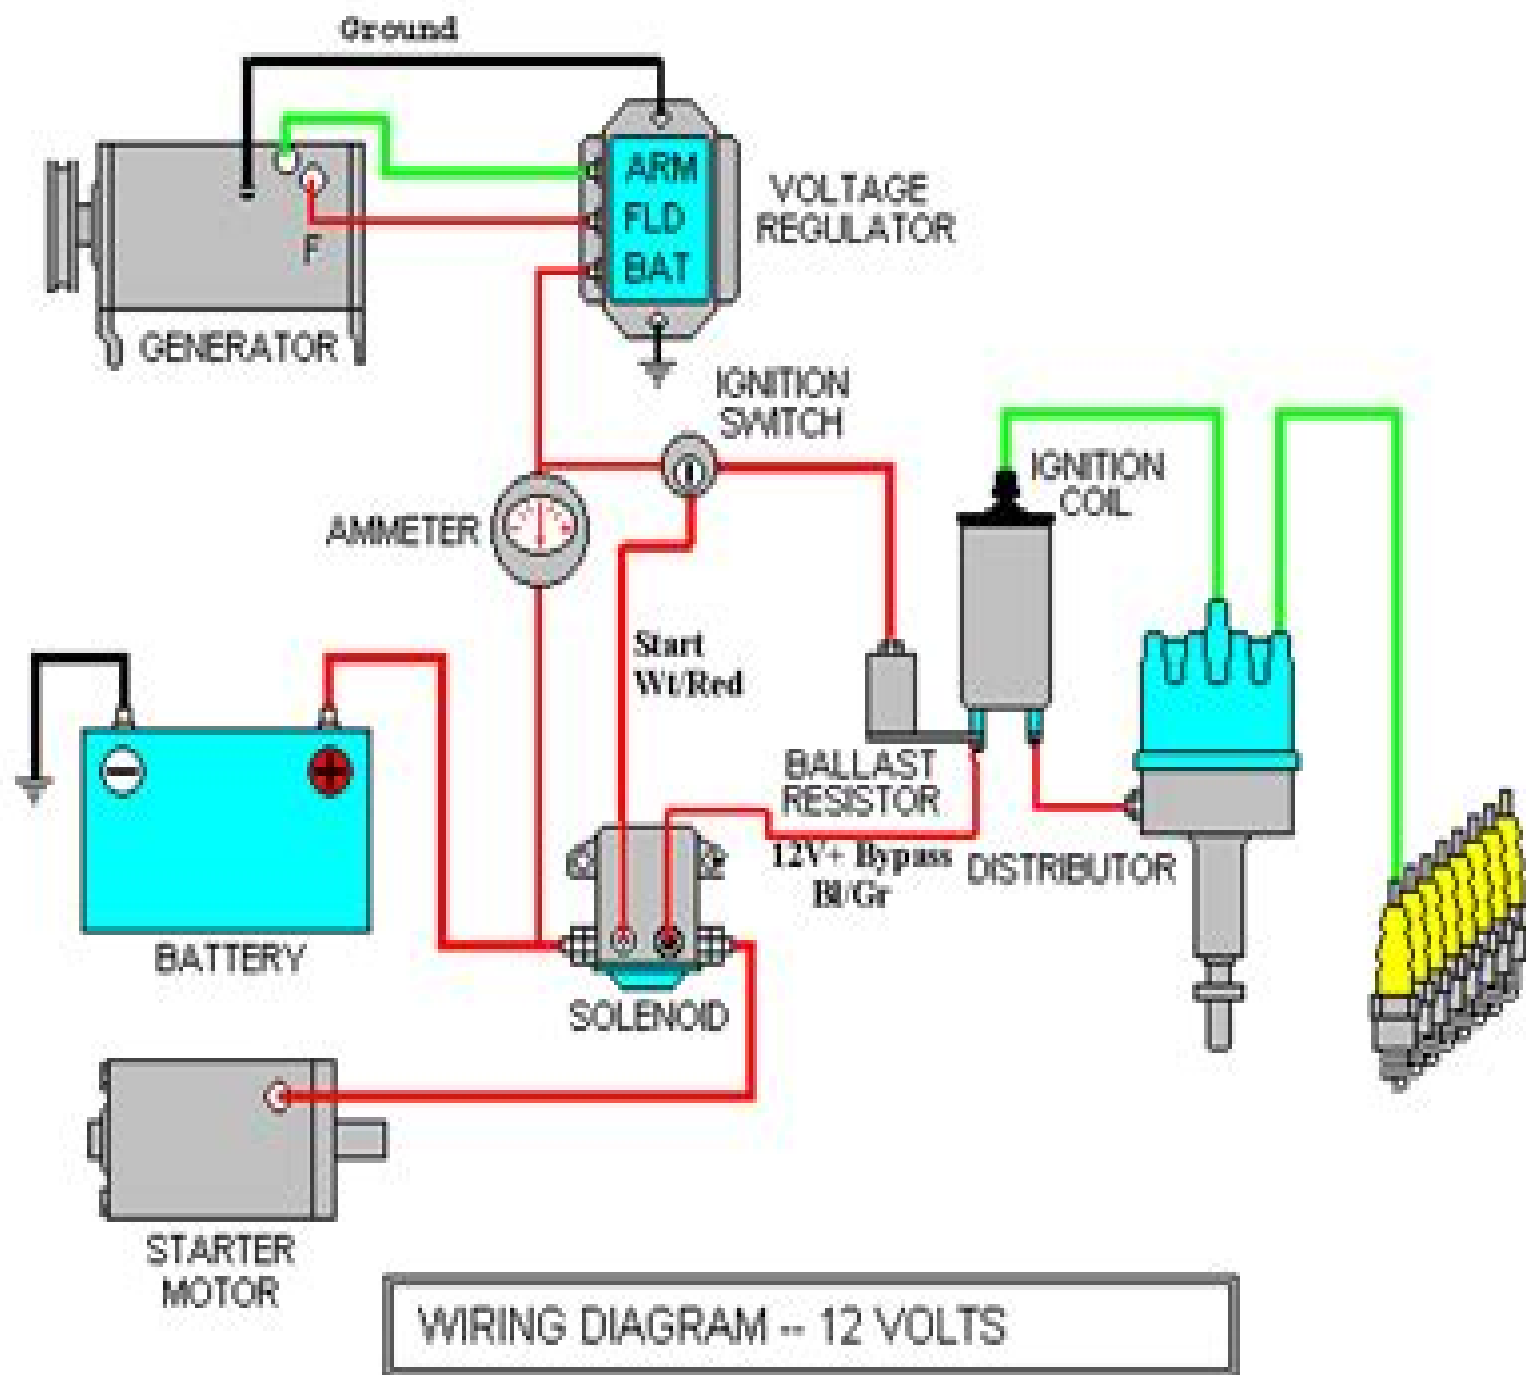 Ground
ARM
FLD
BAT
VOLTAGE
REGULATOR
F
GENERATOR
IGNITION
SWITCH
IGNITION
COIL
AMMETER
Start
Wt/Red
BALLAST
RESISTOR
12V+ Bypass
Bl/Gr
DISTRIBUTOR
BATTERY
SOLENOID
STARTER
MOTOR
WIRING DIAGRAM -- 12 VOLTS